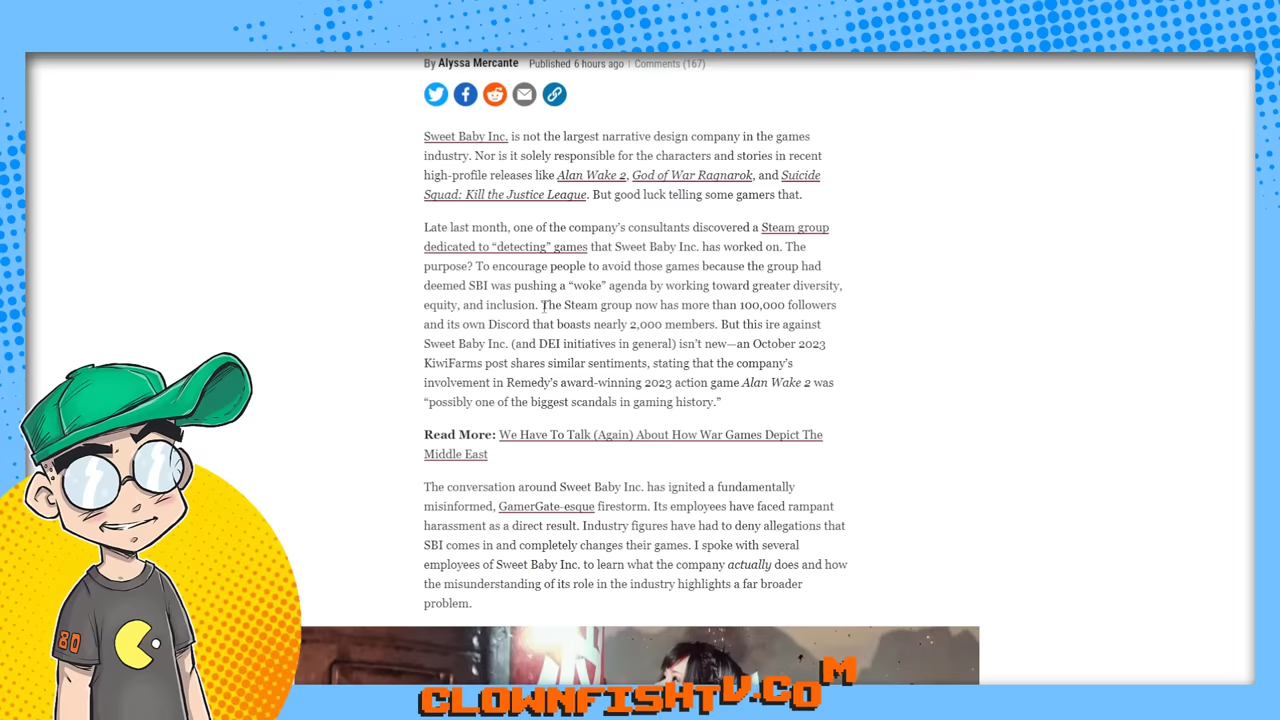 By Alyssa Mercante Published 6 hours ago | Comments (167)
Sweet Baby Inc. is not the largest narrative design company in the games
industry. Nor is it solely responsible for the characters and stories in recent
high-profile releases like Alan Wake 2, God of War Ragnarok, and Suicide
Squad: Kill the Justice League. But good luck telling some gamers that.
Late last month, one of the company's consultants discovered a Steam group
dedicated to “detecting” games that Sweet Baby Inc. has worked on. The
purpose? To encourage people to avoid those games because the group had
deemed SBI was pushing a “woke” agenda by working toward greater diversity,
equity, and inclusion. The Steam group now has more than 100,000 followers
and its own Discord that boasts nearly 2,000 members. But this ire against
Sweet Baby Inc. (and DEI initiatives in general) isn't new—an October 2023
KiwiFarms post shares similar sentiments, stating that the company's
involvement in Remedy's award-winning 2023 action game Alan Wake 2 was
“possibly one of the biggest scandals in gaming history.”
Read More: We Have To Talk (Again) About How War Games Depict The
Middle East
The conversation around Sweet Baby Inc. has ignited a fundamentally
misinformed, GamerGate-esque firestorm. Its employees have faced rampant
harassment as a direct result. Industry figures have had to deny allegations that
SBI comes in and completely changes their games. I spoke with several
employees of Sweet Baby Inc. to learn what the company actually does and how
the misunderstanding of its role in the industry highlights a far broader
problem.
80
CLOWNFISHTV.COM